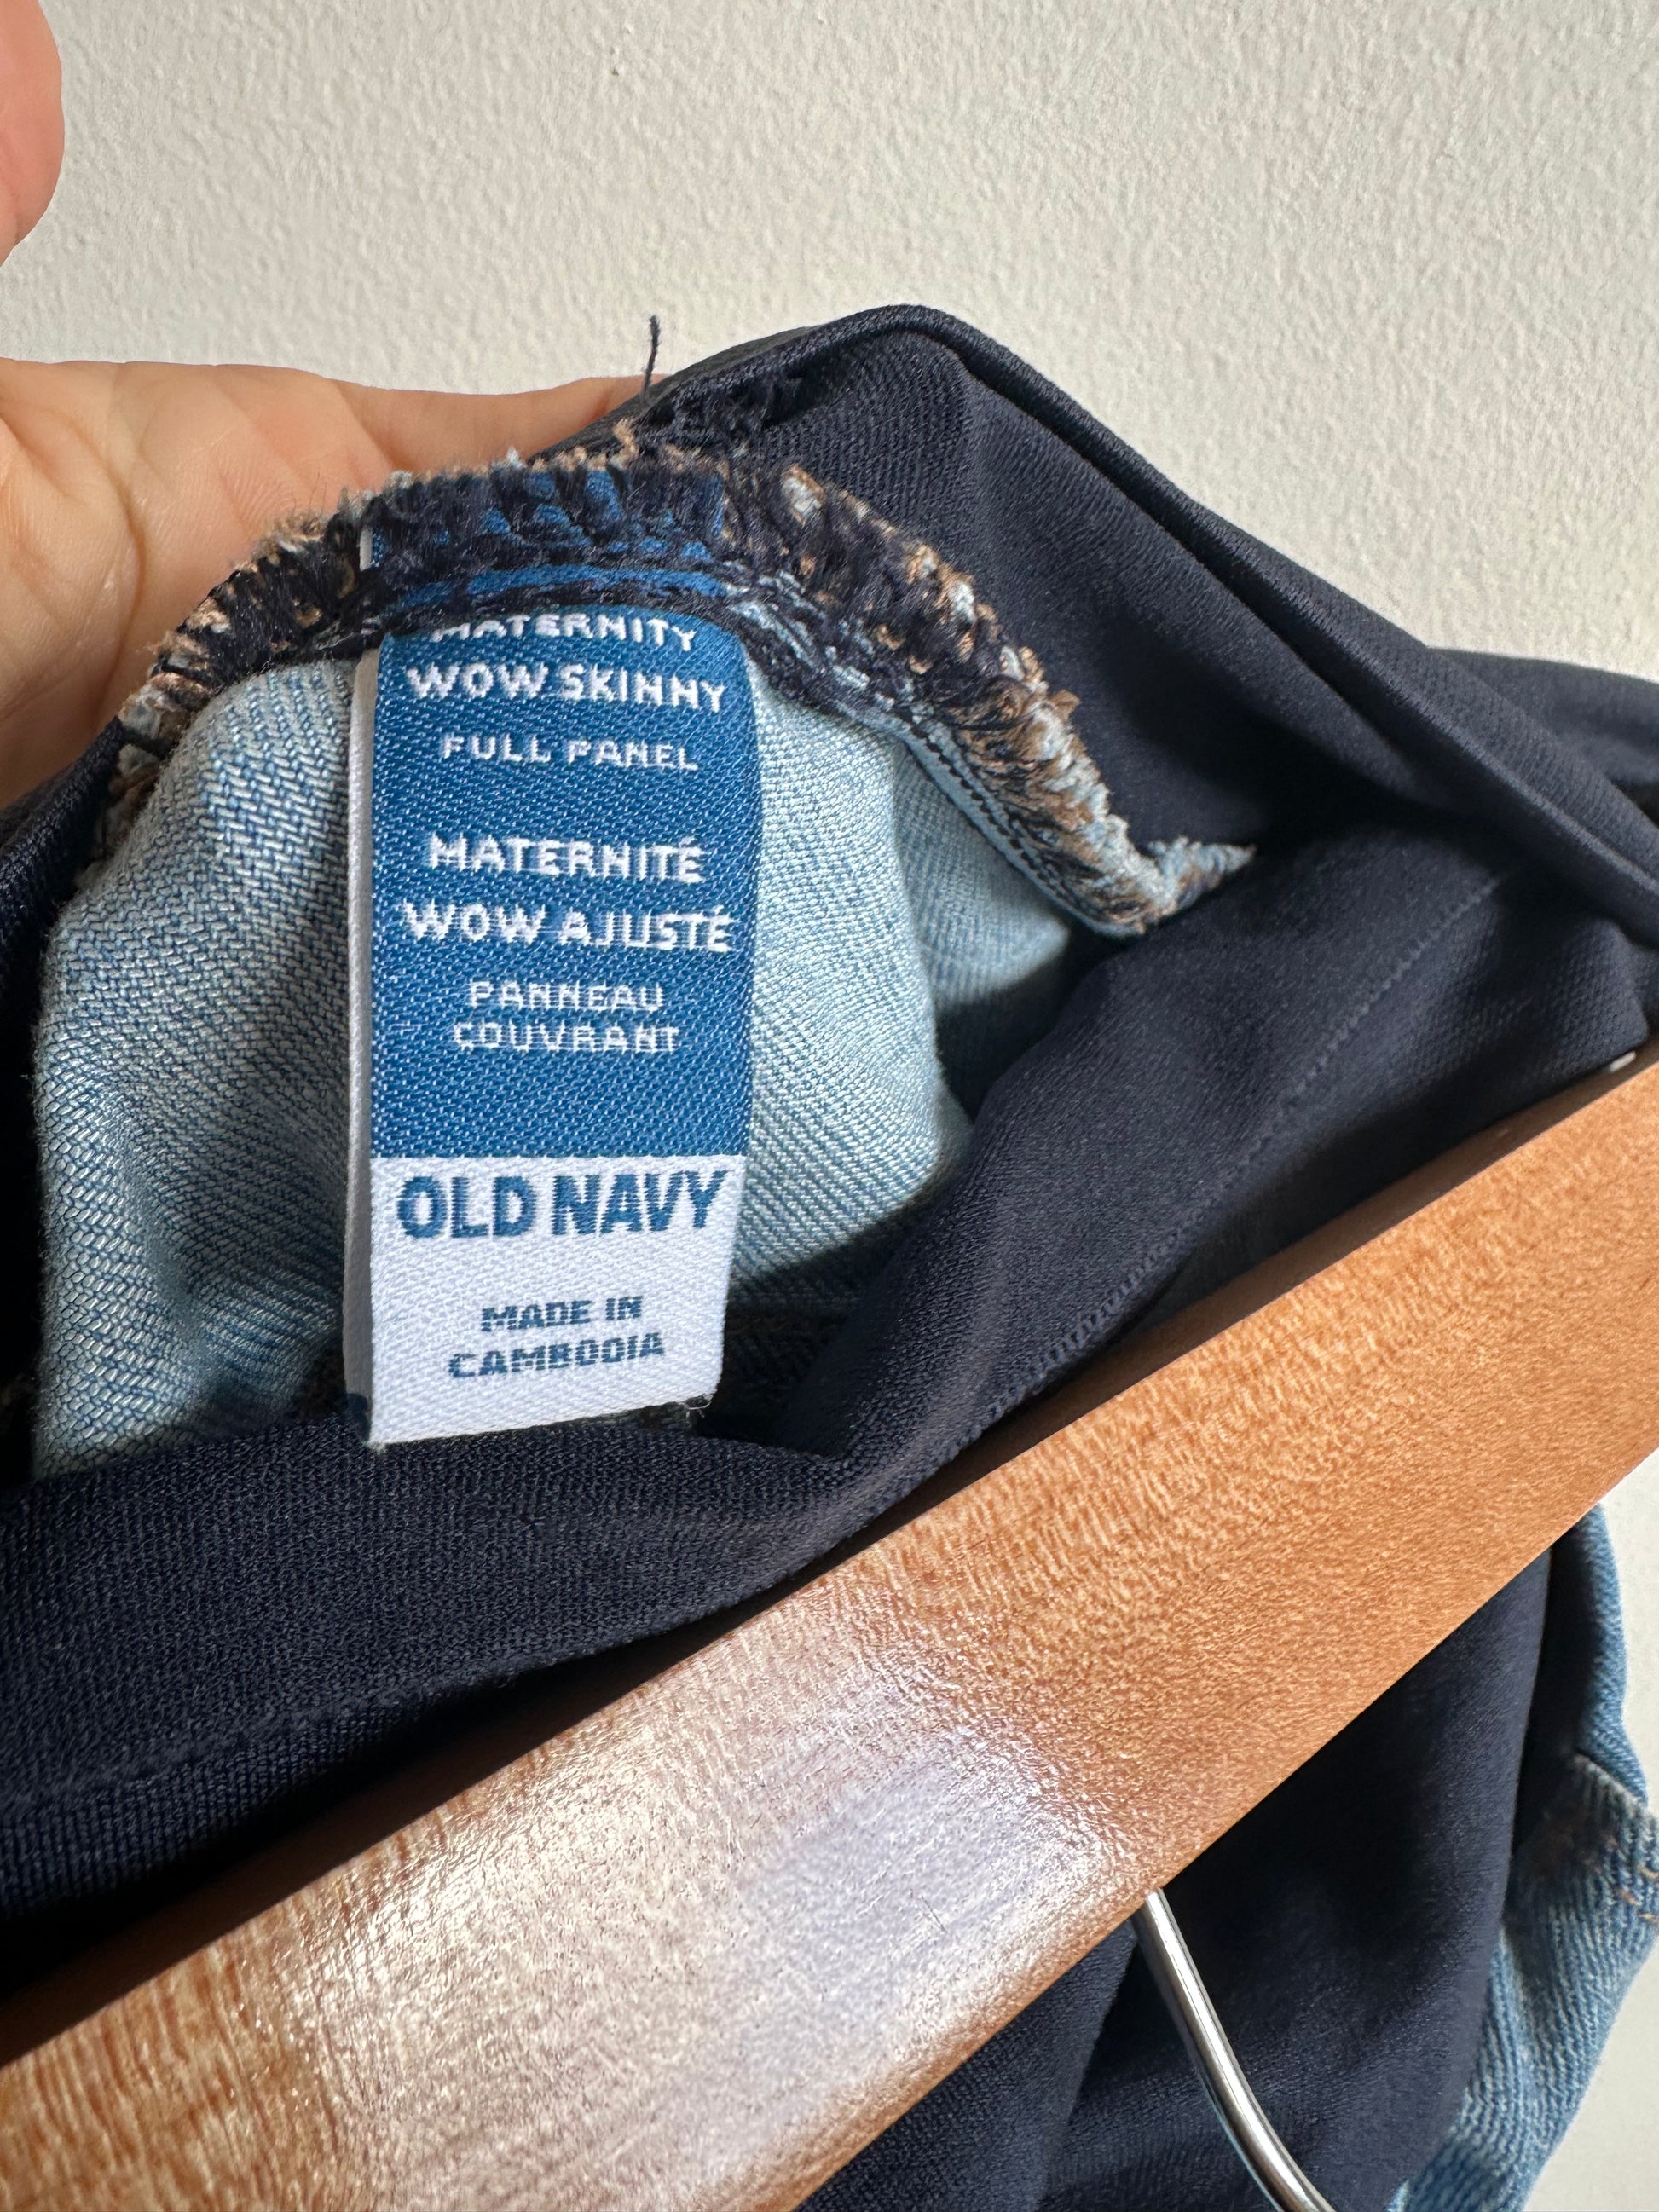 MATERNITY
WOW SKINNY
FULL PANEL
MATERNITÉ
WOW AJUSTÉ
PANNEAU
COUVRANT
OLD NAVY
MADE IN
CAMBODIA